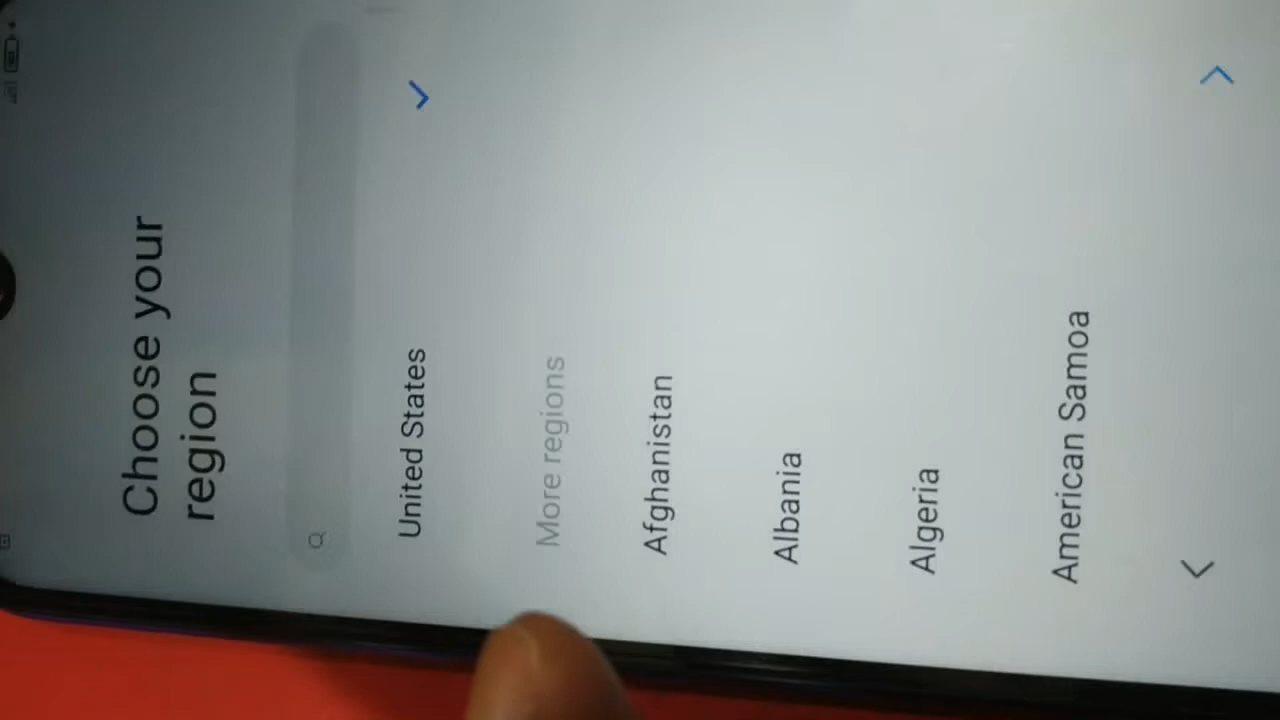 Choose your
region
United States
More regions
Afghanistan
Albania
Algeria
American Samoa